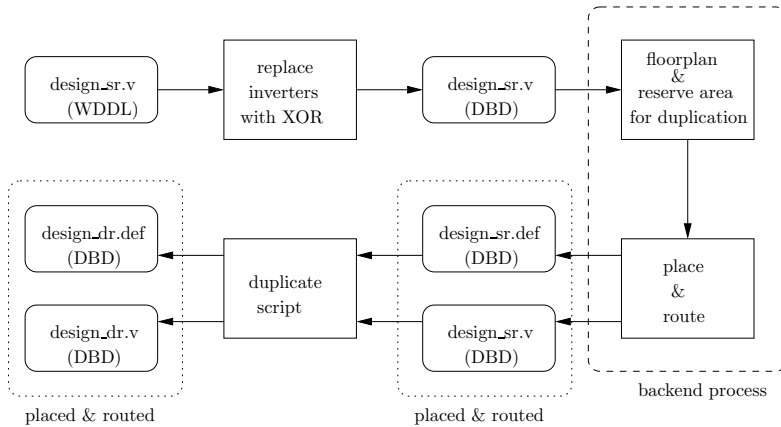 design_sr.v
(WDDL)
replace
inverters
with XOR
design_sr.v
(DBD)
floorplan
&
reserve area
for duplication
design_dr.def
(DBD)
design_dr.v
(DBD)
placed & routed
duplicate
script
design_sr.def
(DBD)
design_sr.v
(DBD)
placed & routed
place
&
route
backend process